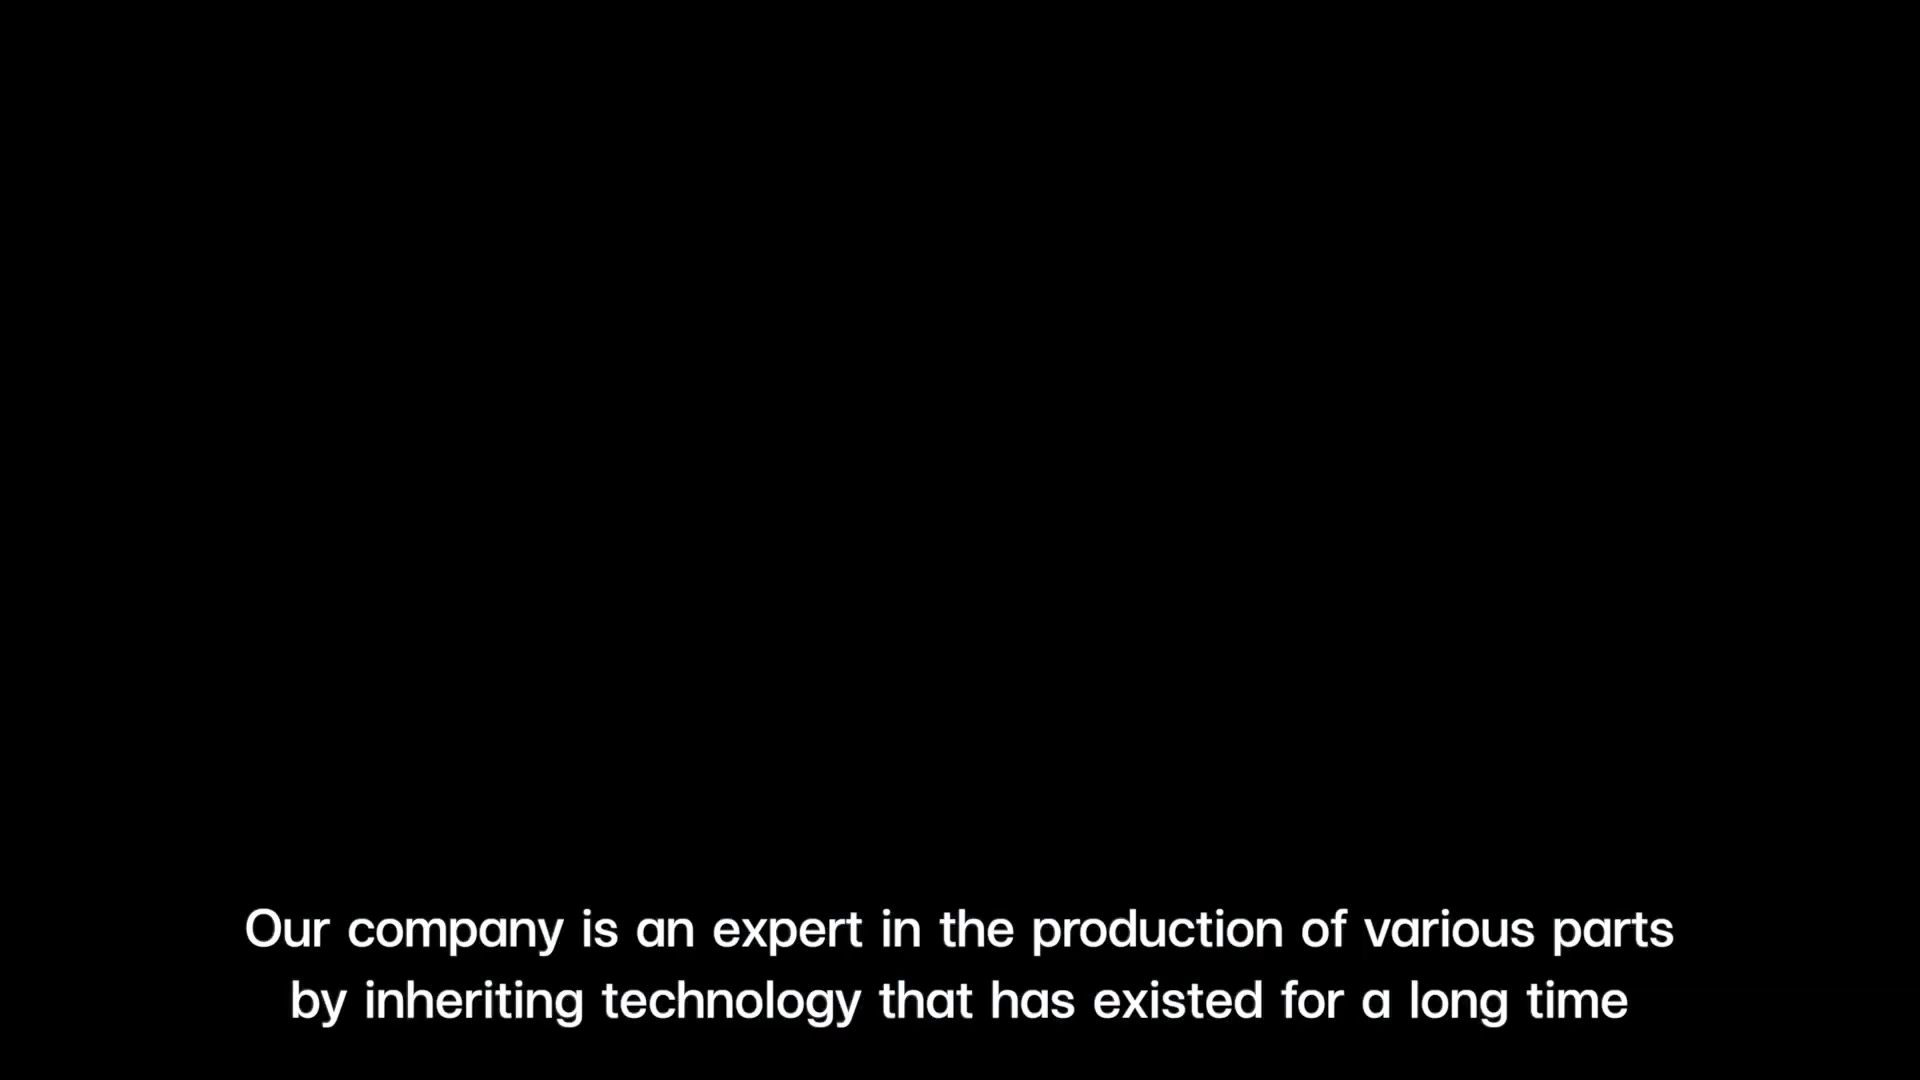 Our company is an expert in the production of various parts
by inheriting technology that has existed for a long time